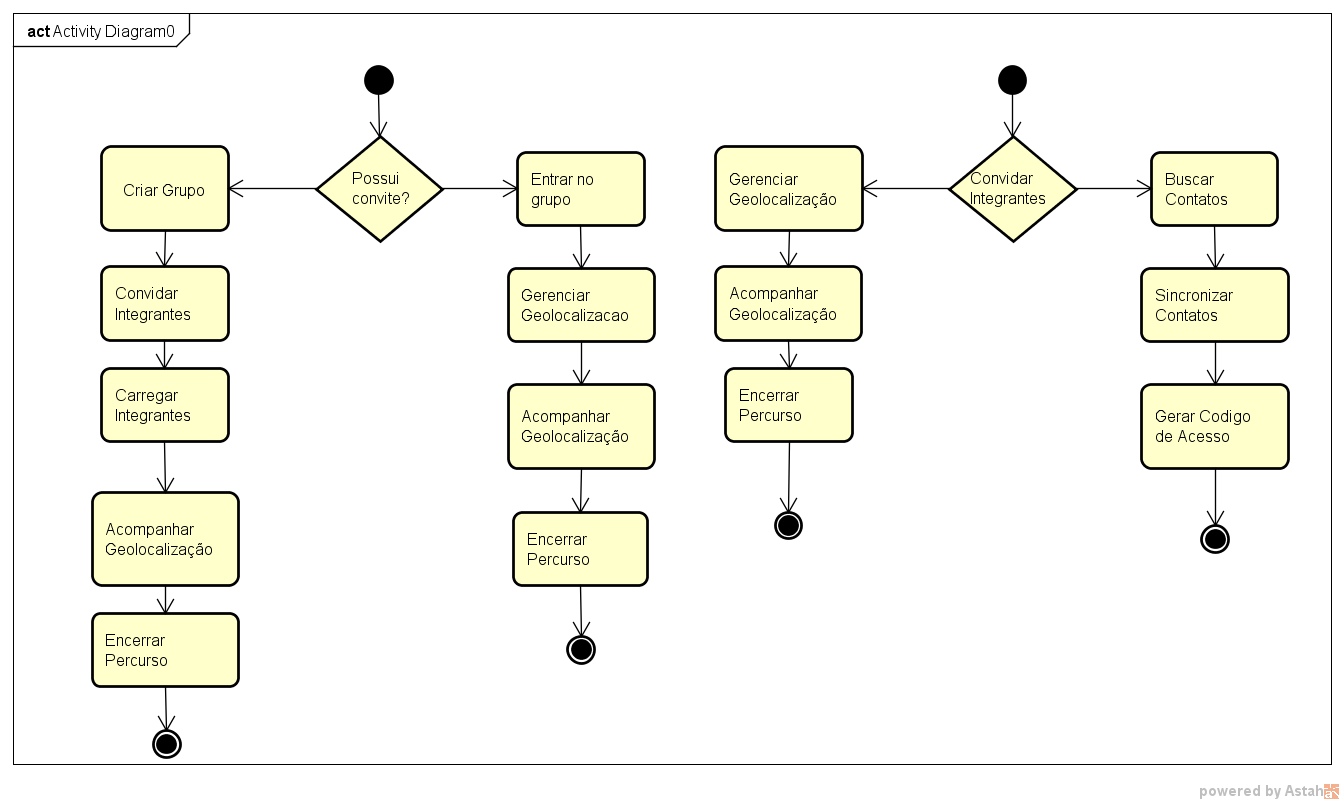 act Activity Diagram0
Possui
convite?
Criar Grupo
Convidar
Integrantes
Carregar
Integrantes
Acompanhar
Geolocalização
Encerrar
Percurso
Entrar no
grupo
Gerenciar
Geolocalizacao
Acompanhar
Geolocalização
Encerrar
Percurso
Convidar
Integrantes
Gerenciar
Geolocalização
Acompanhar
Geolocalização
Encerrar
Percurso
Buscar
Contatos
Sincronizar
Contatos
Gerar Codigo
de Acesso
powered by Astah